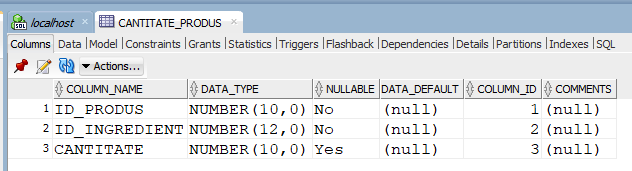 localhost CANTITATE_PRODUS
Columns Data Model Constraints Grants Statistics Triggers Flashback Dependencies Details Partitions Indexes SQL
Actions...
COLUMN_NAME DATA_TYPE NULLABLE DATA_DEFAULT COLUMN_ID COMMENTS
1 ID_PRODUS NUMBER(10,0) No (null) 1 (null)
2 ID_INGREDIENT NUMBER(12,0) No (null) 2 (null)
3 CANTITATE NUMBER(10,0) Yes (null) 3 (null)